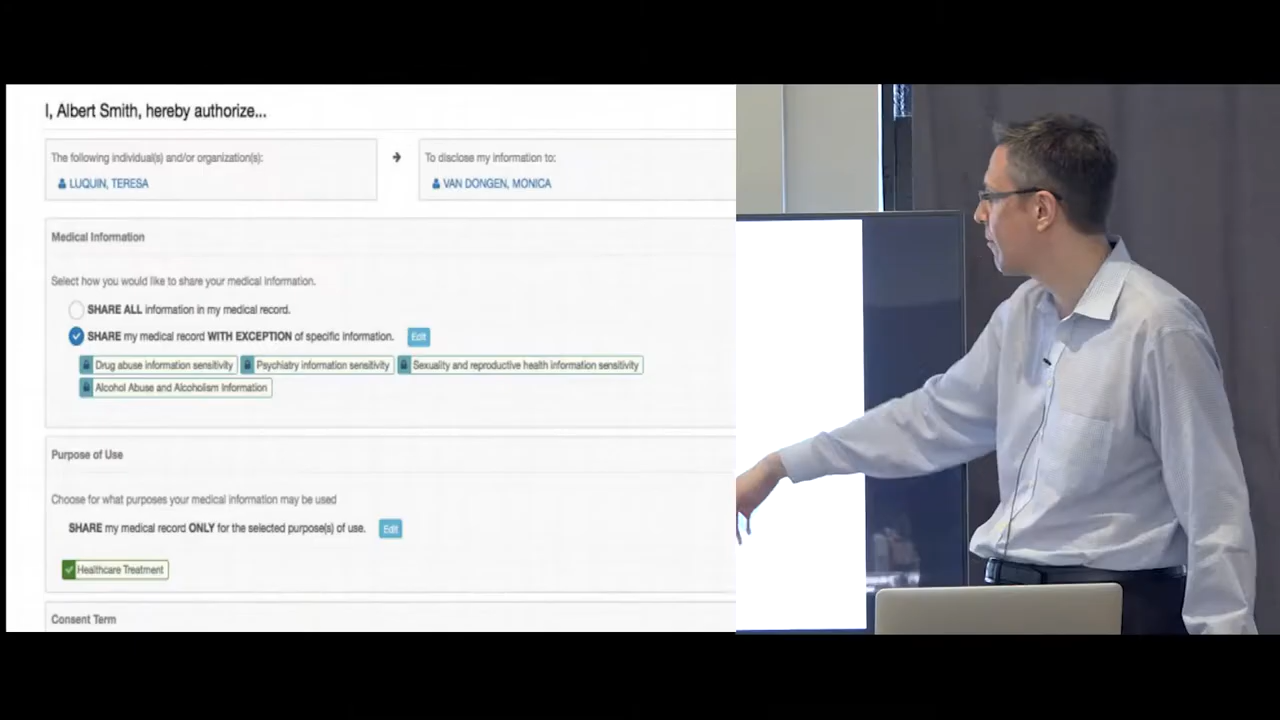 I, Albert Smith, hereby authorize...
The following individual(s) and/or organization(s):
LUQUIN, TERESA
To disclose my information to:
VAN DONGEN, MONICA
Medical Information
Select how you would like to share your medical information.
SHARE ALL information in my medical record.
SHARE my medical record WITH EXCEPTION of specific information. Edit
Drug abuse information sensitivity Psychiatry information sensitivity Sexuality and reproductive health information sensitivity
Alcohol Abuse and Alcoholism Information
Purpose of Use
Choose for what purposes your medical information may be used
SHARE my medical record ONLY for the selected purpose(s) of use. Edit
Healthcare Treatment
Consent Term